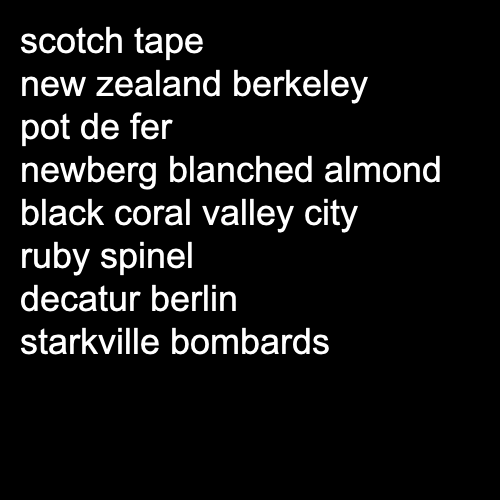 scotch tape
new zealand berkeley
pot de fer
newberg blanched almond
black coral valley city
ruby spinel
decatur berlin
starkville bombards